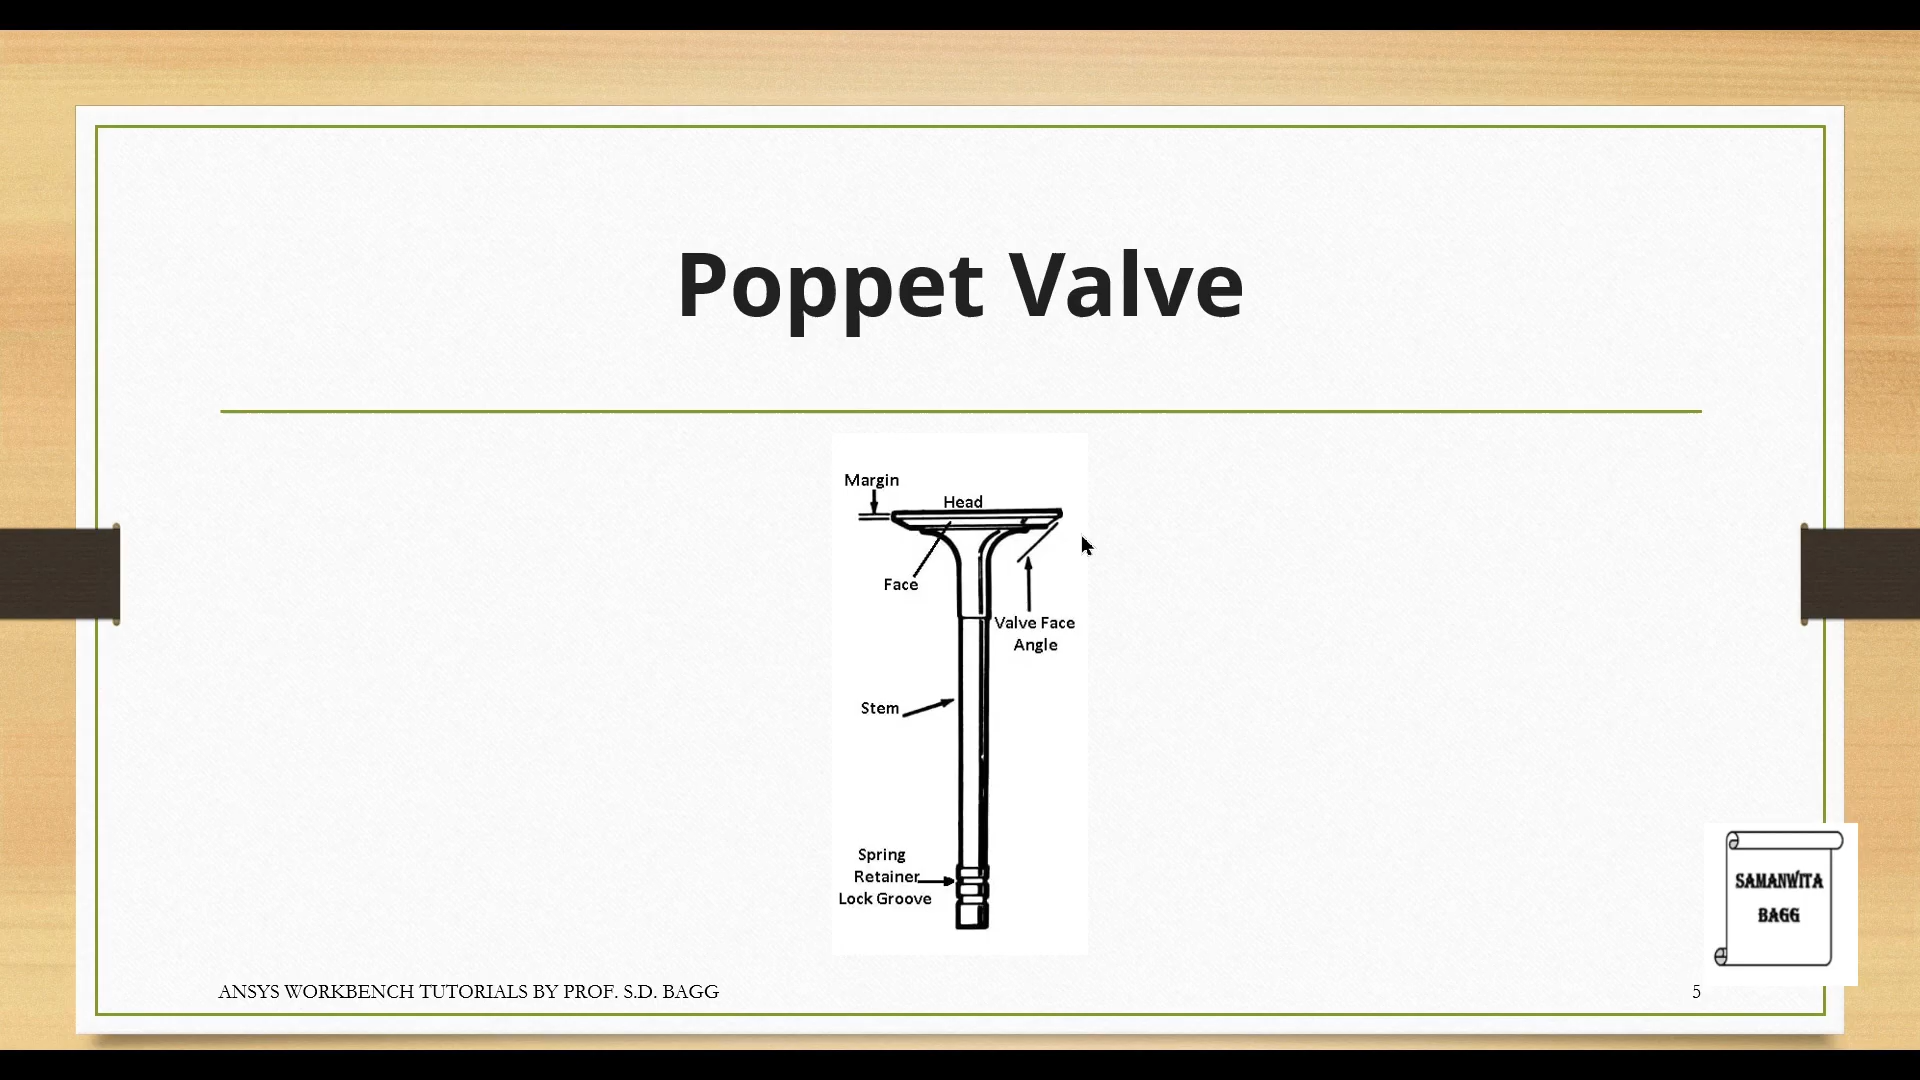 Poppet Valve
Margin
Head
Face
Valve Face
Angle
Stem
Spring
Retainer
Lock Groove
SAMANWITA
BAGG
ANSYS WORKBENCH TUTORIALS BY PROF. S.D. BAGG
5